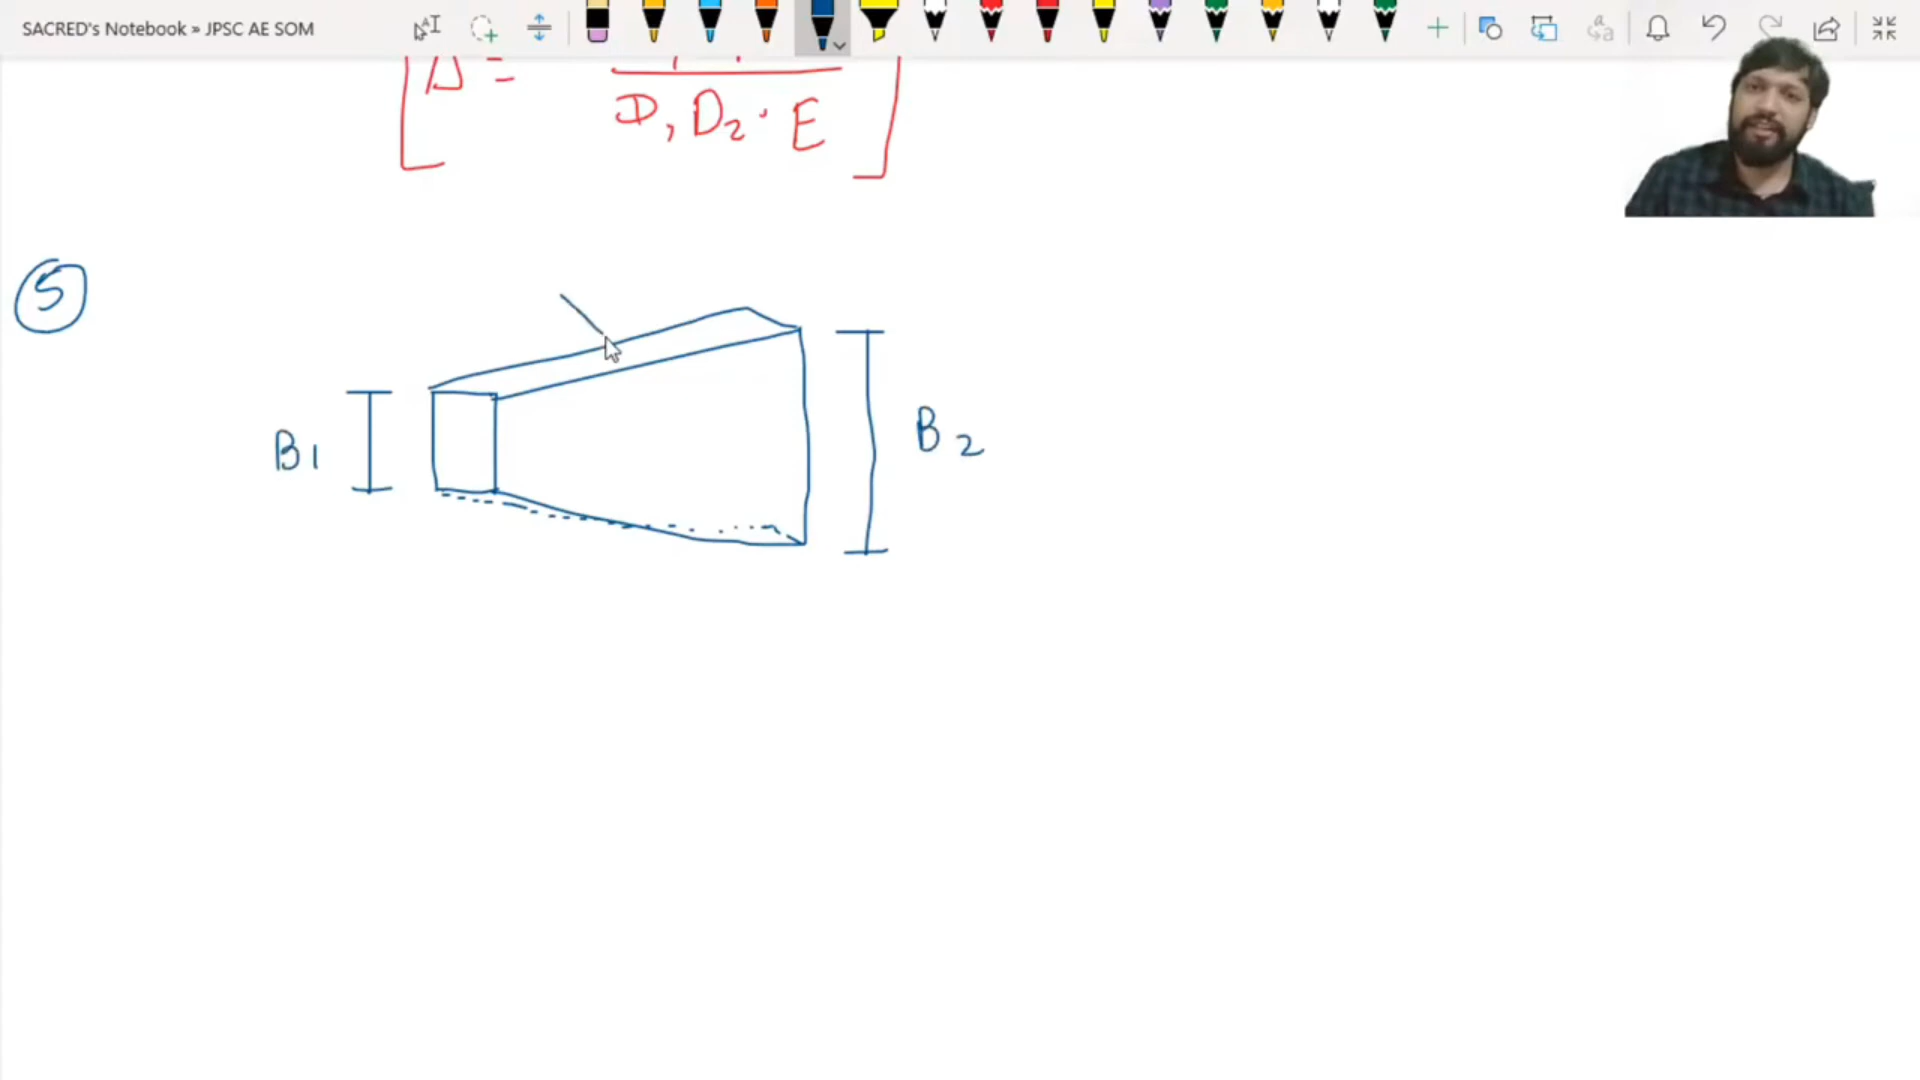 SACRED's Notebook » JPSC AE SOM
Δ =
D₁ D₂ · E
5
B1
B2